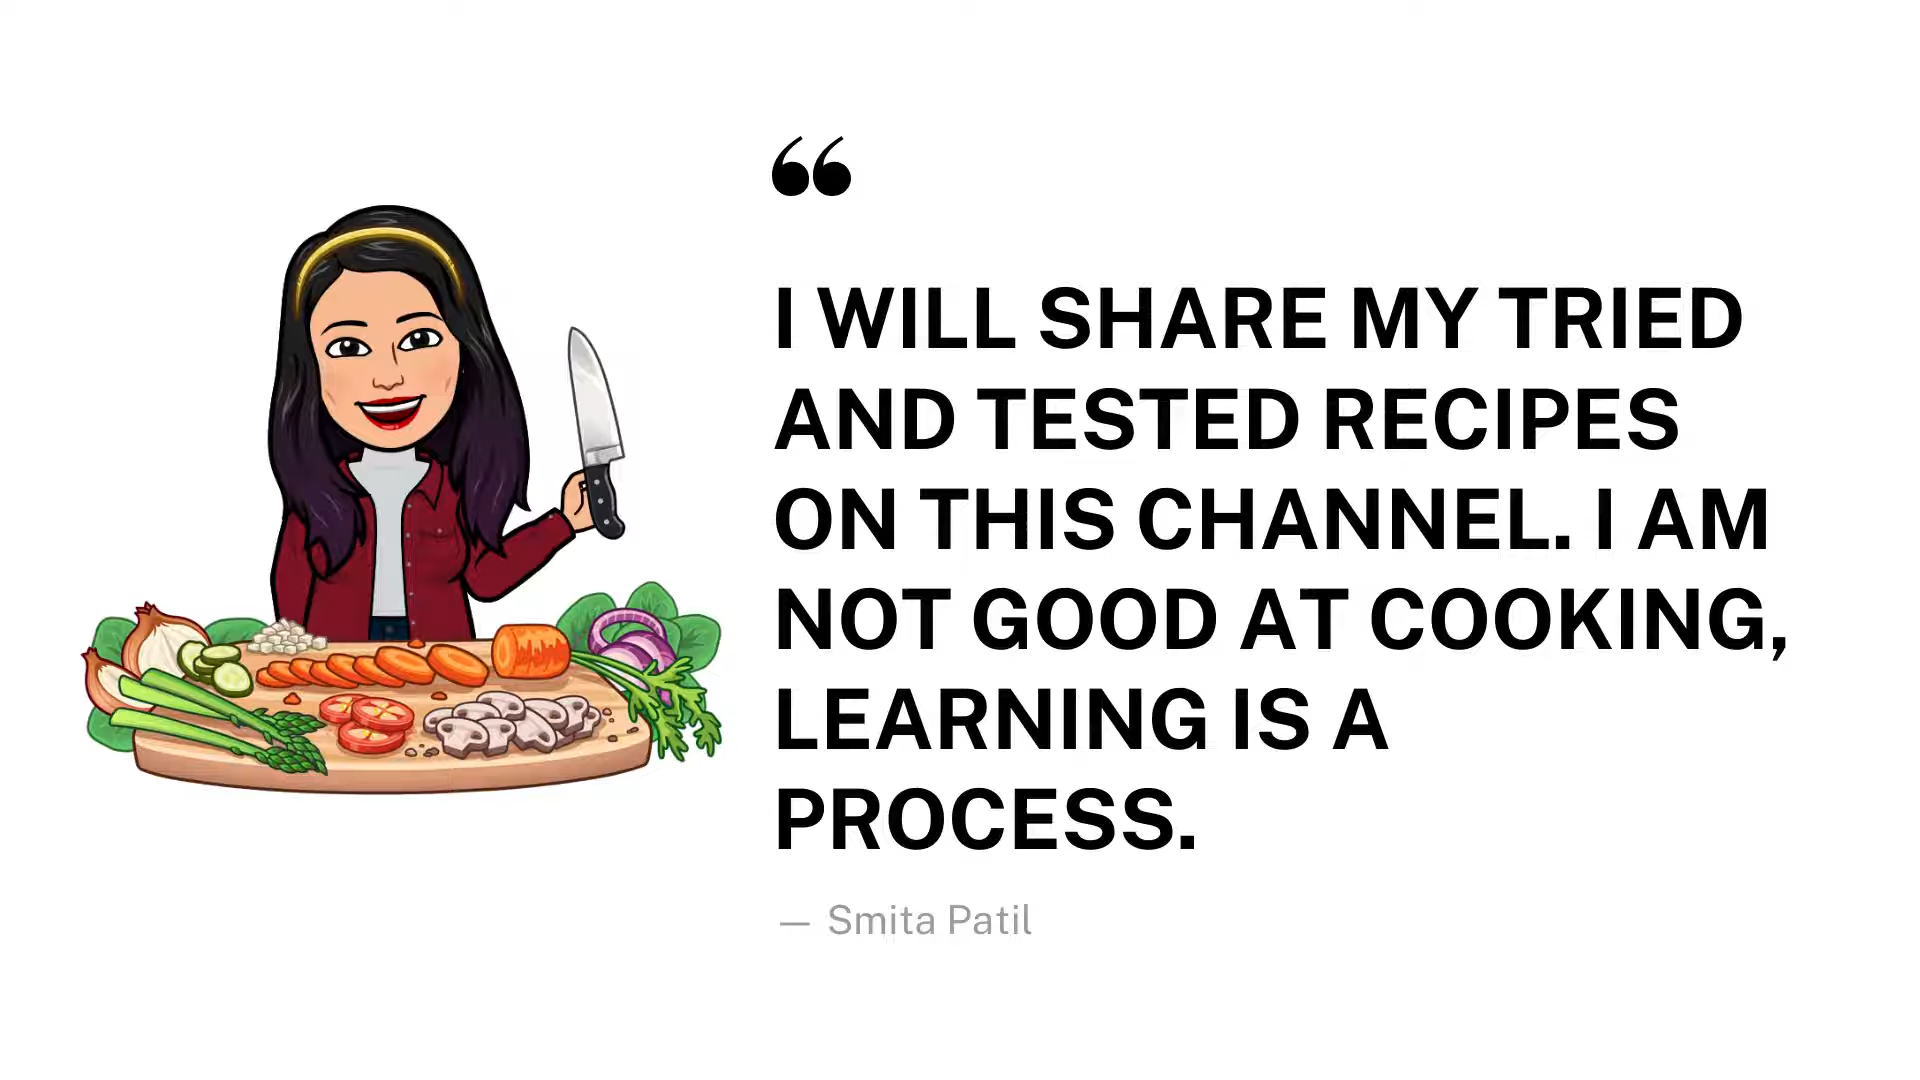 “
I WILL SHARE MY TRIED
AND TESTED RECIPES
ON THIS CHANNEL. I AM
NOT GOOD AT COOKING,
LEARNING IS A
PROCESS.
— Smita Patil